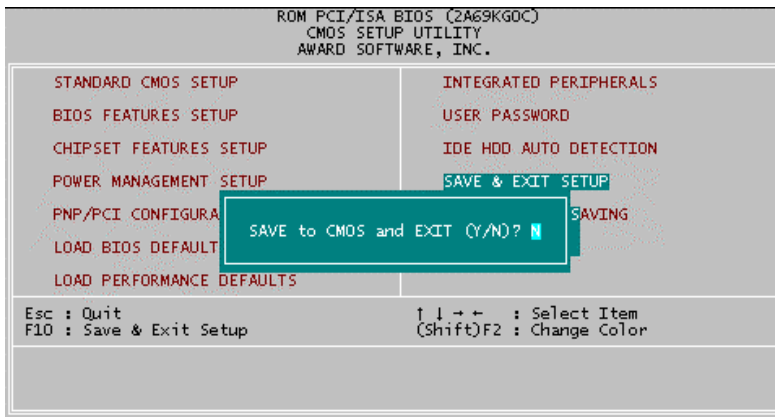 ROM PCI/ISA BIOS (2A69KGOC)
CMOS SETUP UTILITY
AWARD SOFTWARE, INC.
STANDARD CMOS SETUP
BIOS FEATURES SETUP
CHIPSET FEATURES SETUP
POWER MANAGEMENT SETUP
PNP/PCI CONFIGURA
LOAD BIOS DEFAULT
LOAD PERFORMANCE DEFAULTS
INTEGRATED PERIPHERALS
USER PASSWORD
IDE HDD AUTO DETECTION
SAVE & EXIT SETUP
SAVING
SAVE to CMOS and EXIT (Y/N)? N
Esc : Quit
F10 : Save & Exit Setup
↑ ↓ → ← : Select Item
(Shift)F2 : Change Color